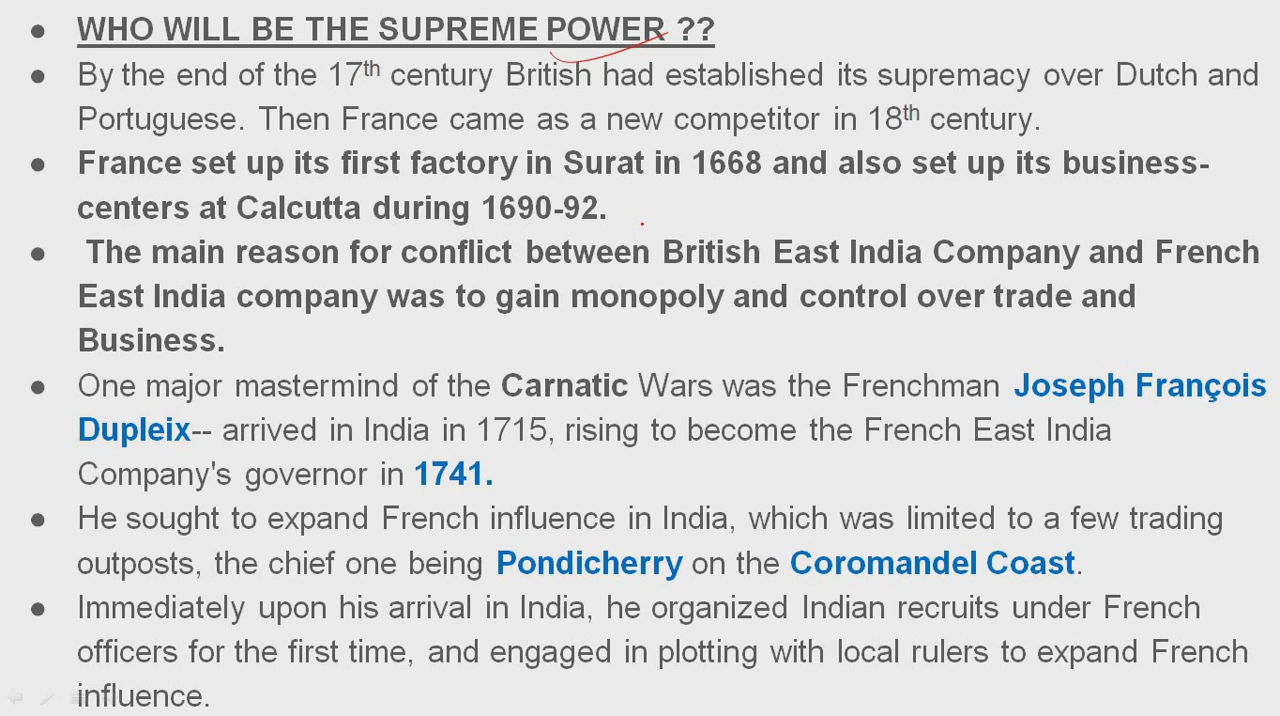 ● WHO WILL BE THE SUPREME POWER ??
● By the end of the 17th century British had established its supremacy over Dutch and
Portuguese. Then France came as a new competitor in 18th century.
● France set up its first factory in Surat in 1668 and also set up its business-
centers at Calcutta during 1690-92.
● The main reason for conflict between British East India Company and French
East India company was to gain monopoly and control over trade and
Business.
● One major mastermind of the Carnatic Wars was the Frenchman Joseph François
Dupleix-- arrived in India in 1715, rising to become the French East India
Company's governor in 1741.
● He sought to expand French influence in India, which was limited to a few trading
outposts, the chief one being Pondicherry on the Coromandel Coast.
● Immediately upon his arrival in India, he organized Indian recruits under French
officers for the first time, and engaged in plotting with local rulers to expand French
influence.